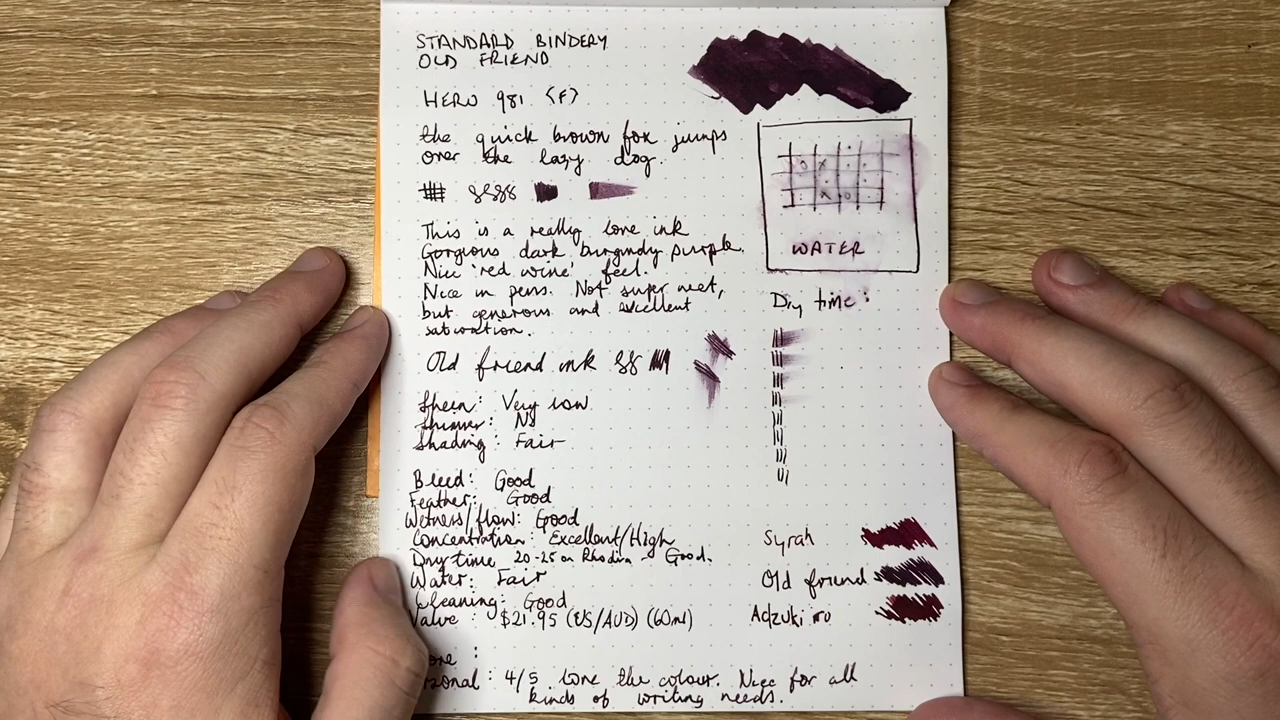 STANDARD BINDERY
OLD FRIEND
HERO 981 <F>
the quick brown fox jumps
over the lazy dog.
WATER
This is a really love ink
Gorgious dark burgundy purple.
Nice 'red wine' feel.
Nice in pens. Not super wet,
but generous and excellent
saturation.
Dry time:
Old friend ink
Sheen: Very low
Shimmer: No
Shading: Fair
Bleed: Good
Feather: Good
Wetness/flow: Good
Concentration: Excellent/High
Dry time 20-25 on Rhodia - Good.
Water: Fair
Cleaning: Good
Value: $21.95 (US/AUD) (60ml)
Syrah
Old friend
Adzuki iro
sonal: 4/5 love the colour. Nice for all
kinds of writing needs.